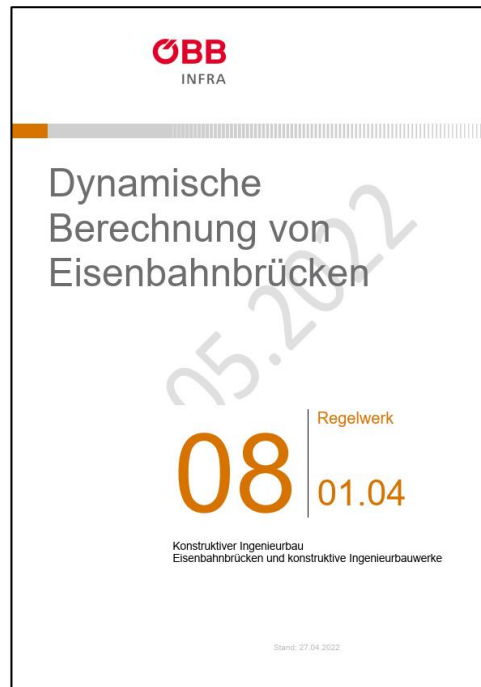 ÖBB
INFRA
Dynamische
Berechnung von
Eisenbahnbrücken
05.2022
08
Regelwerk
01.04
Konstruktiver Ingenieurbau
Eisenbahnbrücken und konstruktive Ingenieurbauwerke
Stand: 27.04 2022